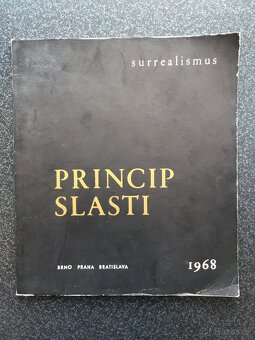 surrealismus
PRINCIP
SLASTI
BRNO PRAHA BRATISLAVA
1968